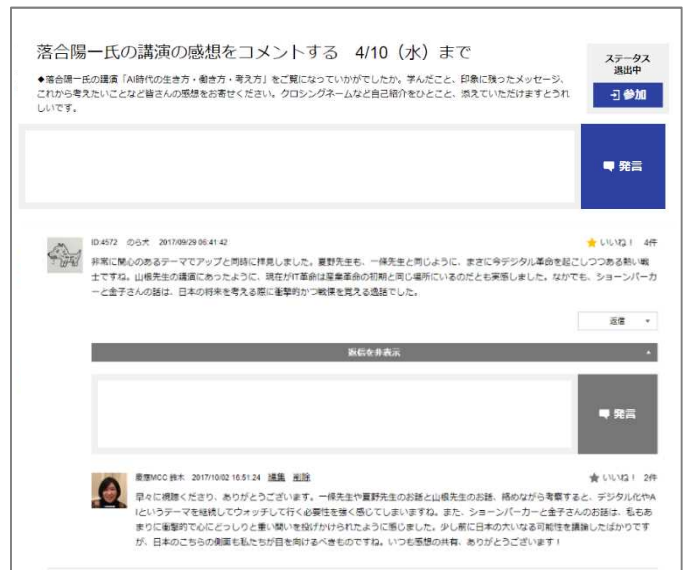 落合陽一氏の講演の感想をコメントする 4/10（水）まで
◆落合陽一氏の講演「AI時代の生き方・働き方・考え方」をご覧になっていかがでしたか。学んだこと、印象に残ったメッセージ、
これから考えたいことなど皆さんの感想をお寄せください。クロシングネームなど自己紹介をひとこと、添えていただけますとうれ
しいです。
ステータス
退出中
参加
発言
ID:4572 のら犬 2017/09/29 06:41:42
いいね！ 4件
非常に関心のあるテーマでアップと同時に拝見しました。夏野先生も、一條先生と同じように、まさに今デジタル革命を起こしつつある熱い戦
士ですね。山根先生の講演にあったように、現在がIT革命は産業革命の初期と同じ場所にいるのだとも実感しました。なかでも、ショーンパーカ
ーと金子さんの話は、日本の将来を考える際に衝撃的かつ戦慄を覚える逸話でした。
返信
返信を非表示
発言
慶應MCC 鈴木 2017/10/02 16:51:24 編集 削除
いいね！ 2件
早々に視聴くださり、ありがとうございます。一條先生や夏野先生のお話と山根先生のお話、絡めながら考察すると、デジタル化やA
Iというテーマを継続してウォッチして行く必要性を強く感じてしまいますね。また、ショーンパーカーと金子さんのお話は、私もあ
まりに衝撃的で心にどっしりと重い問いを投げかけられたように感じました。少し前に日本の大いなる可能性を議論したばかりです
が、日本のこちらの側面も私たちが目を向けるべきものですね。いつも感想の共有、ありがとうございます！